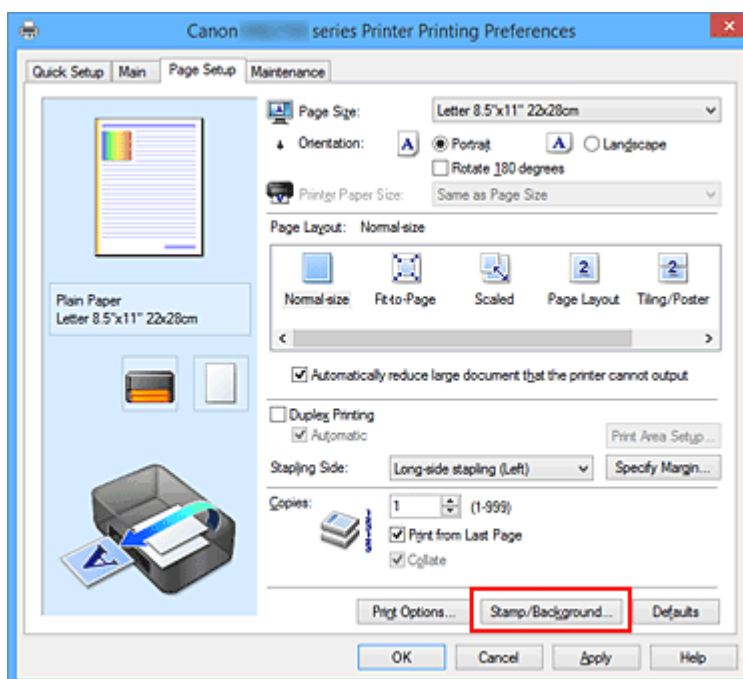 Canon series Printer Printing Preferences
Quick Setup Main Page Setup Maintenance
Page Size: Letter 8.5"x11" 22x28cm
Orientation: A Portrait A Landscape
Rotate 180 degrees
Printer Paper Size: Same as Page Size
Page Layout: Normal-size
2 2
Normal-size Fit-to-Page Scaled Page Layout Tiling/Poster
Plain Paper
Letter 8.5"x11" 22x28cm
Automatically reduce large document that the printer cannot output
Duplex Printing
Automatic
Print Area Setup...
Stapling Side: Long-side stapling (Left) Specify Margin...
Copies: 1 (1-999)
Print from Last Page
Collate
A
Print Options... Stamp/Background... Defaults
OK Cancel Apply Help